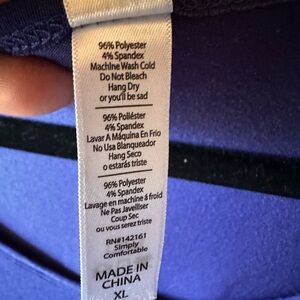 96% Polyester
4% Spandex
Machine Wash Cold
Do Not Bleach
Hang Dry
or you'll be sad
96% Poliéster
4% Spandex
Lavar A Máquina En Frio
No Usa Blanqueador
Hang Seco
o estarás triste
96% Polyester
4% Spandex
Lavage en machine á froid
Ne Pas Javelliser
Coup Sec
ou vous serez triste
RN#142161
Simply
Comfortable
MADE IN
CHINA
XL